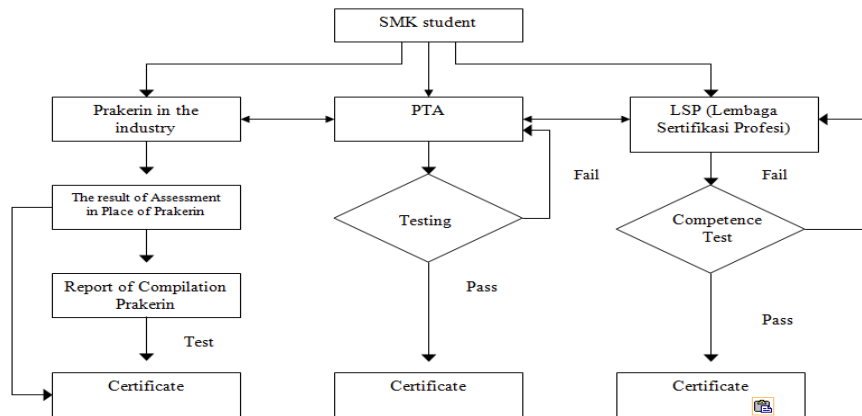 SMK student
Prakerin in the
industry
PTA
LSP (Lembaga
Sertifikasi Profesi)
The result of Assessment
in Place of Prakerin
Fail
Fail
Testing
Competence
Test
Report of Compilation
Prakerin
Pass
Pass
Test
Certificate
Certificate
Certificate